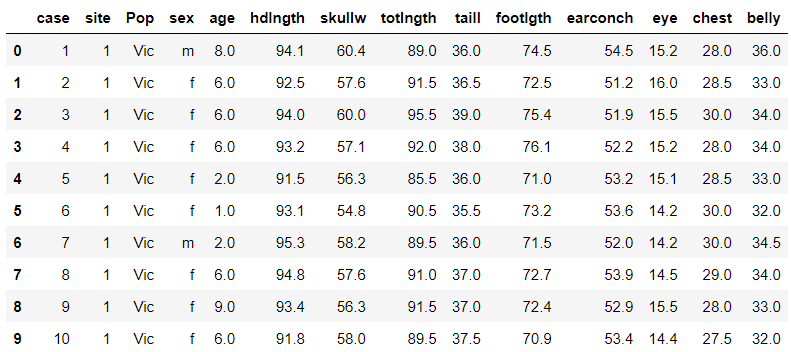 case site Pop sex age hdlngth skullw totlngth taill footlgth earconch eye chest belly
0 1 1 Vic m 8.0 94.1 60.4 89.0 36.0 74.5 54.5 15.2 28.0 36.0
1 2 1 Vic f 6.0 92.5 57.6 91.5 36.5 72.5 51.2 16.0 28.5 33.0
2 3 1 Vic f 6.0 94.0 60.0 95.5 39.0 75.4 51.9 15.5 30.0 34.0
3 4 1 Vic f 6.0 93.2 57.1 92.0 38.0 76.1 52.2 15.2 28.0 34.0
4 5 1 Vic f 2.0 91.5 56.3 85.5 36.0 71.0 53.2 15.1 28.5 33.0
5 6 1 Vic f 1.0 93.1 54.8 90.5 35.5 73.2 53.6 14.2 30.0 32.0
6 7 1 Vic m 2.0 95.3 58.2 89.5 36.0 71.5 52.0 14.2 30.0 34.5
7 8 1 Vic f 6.0 94.8 57.6 91.0 37.0 72.7 53.9 14.5 29.0 34.0
8 9 1 Vic f 9.0 93.4 56.3 91.5 37.0 72.4 52.9 15.5 28.0 33.0
9 10 1 Vic f 6.0 91.8 58.0 89.5 37.5 70.9 53.4 14.4 27.5 32.0